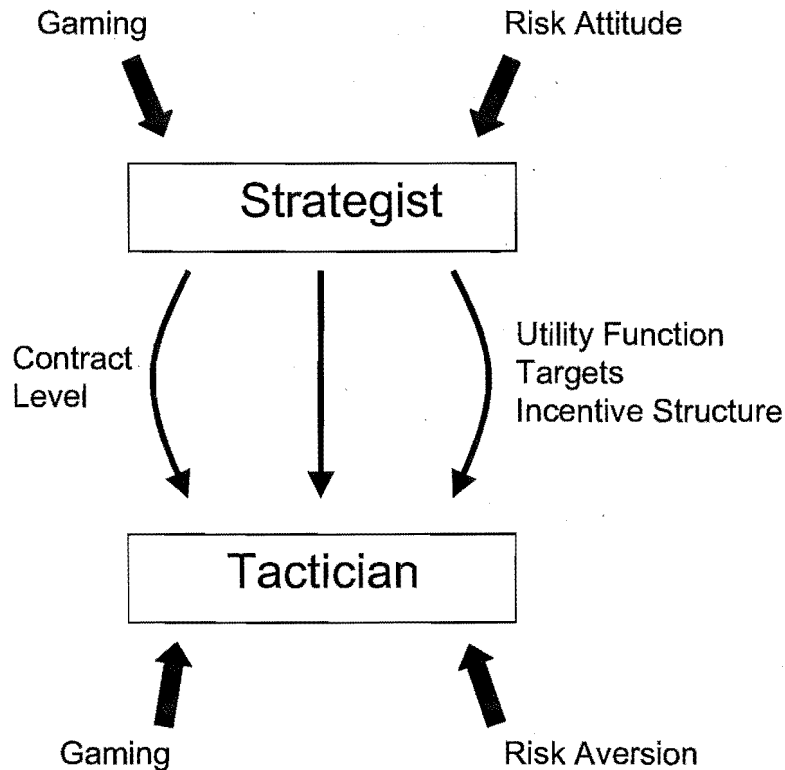 Gaming
Risk Attitude
Strategist
Contract
Level
Utility Function
Targets
Incentive Structure
Tactician
Gaming
Risk Aversion